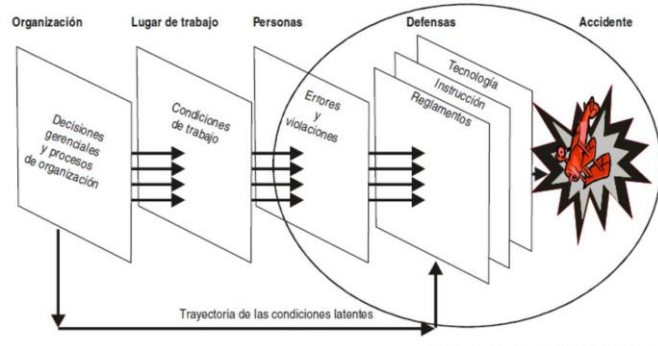 Organización
Lugar de trabajo
Personas
Defensas
Accidente
Decisiones
gerenciales
y procesos
de organización
Condiciones
de trabajo
Errores
y
violaciones
Tecnología
Instrucción
Reglamentos
Trayectoria de las condiciones latentes